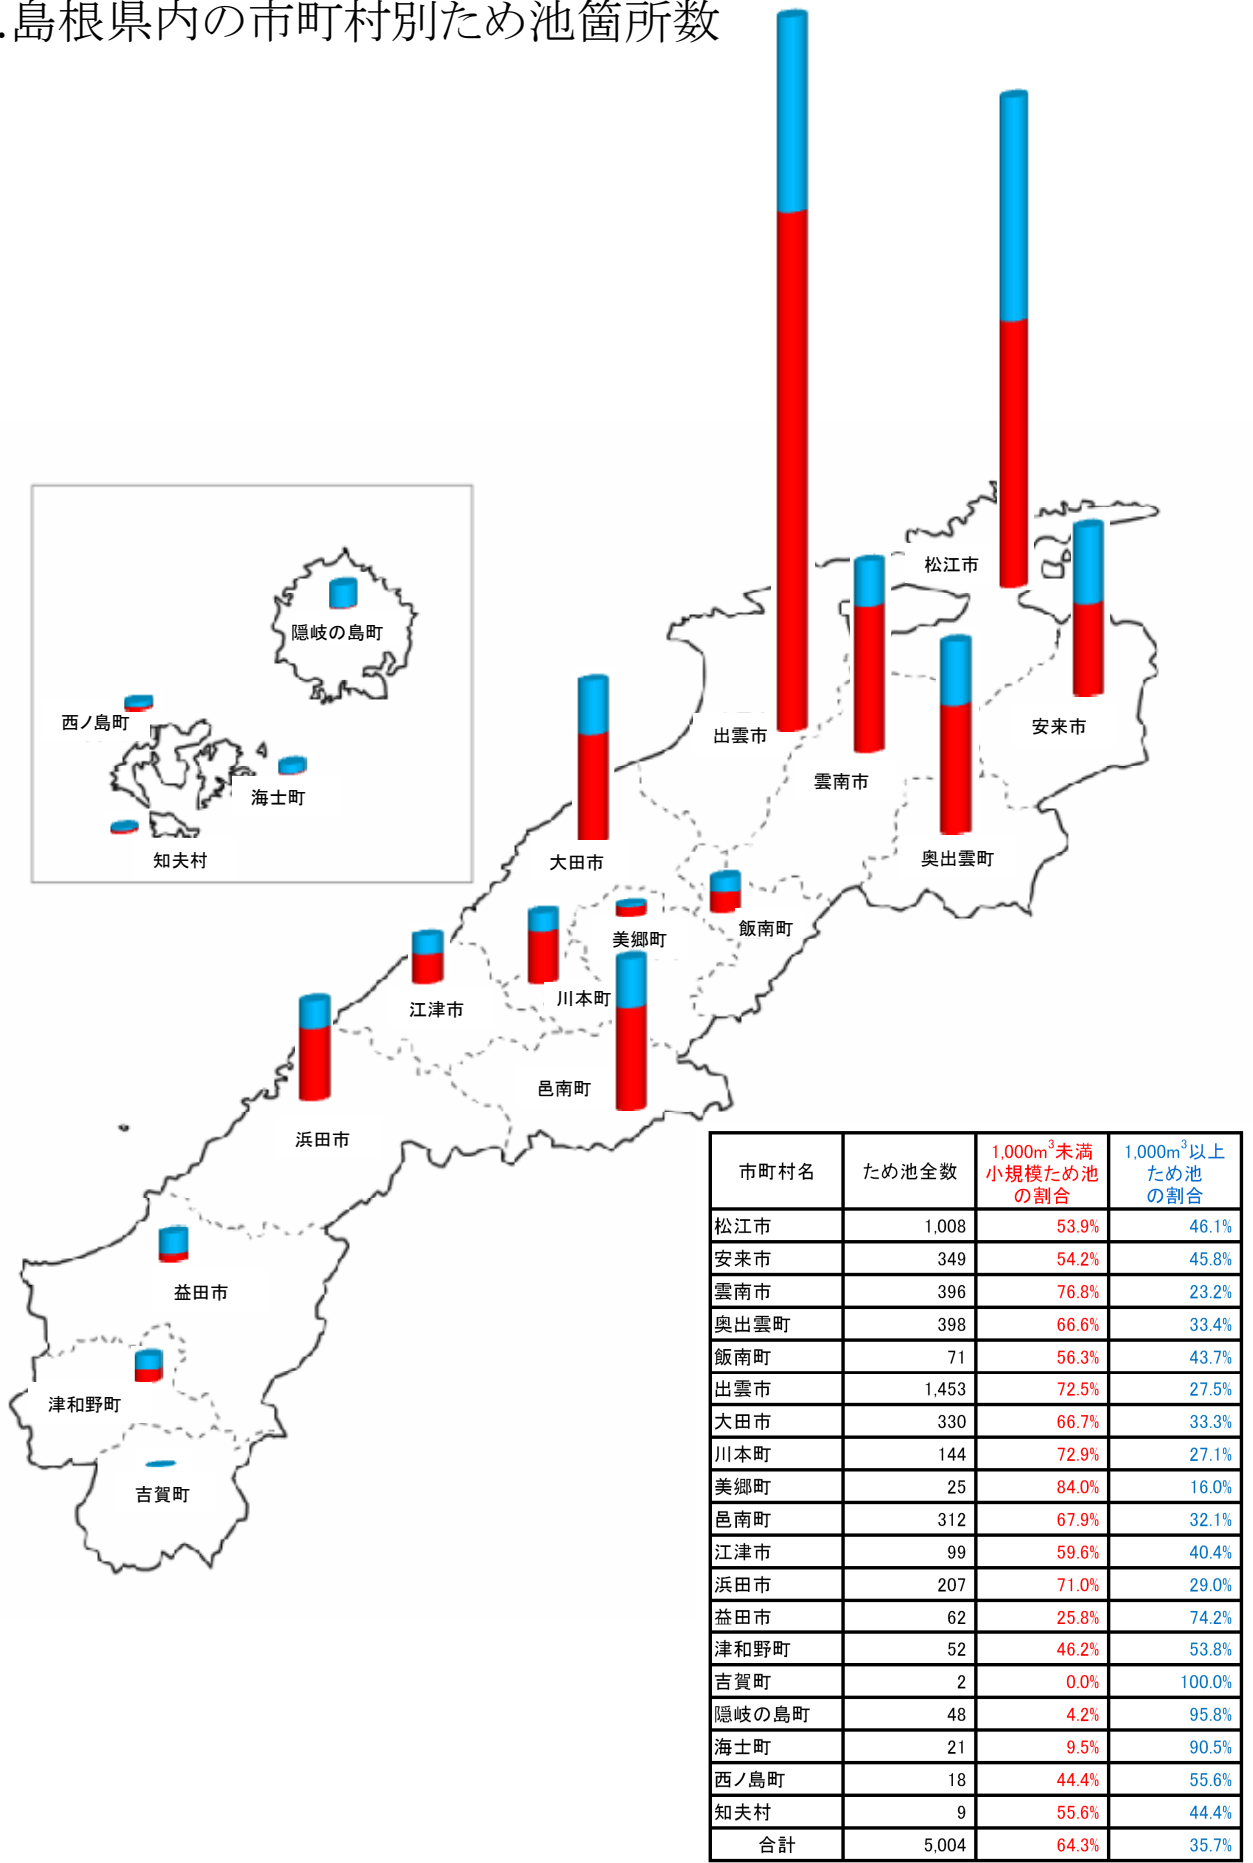 .島根県内の市町村別ため池箇所数
松江市
隠岐の島町
西ノ島町
安来市
出雲市
雲南市
海士町
知夫村
大田市
奥出雲町
飯南町
美郷町
川本町
江津市
邑南町
浜田市
益田市
津和野町
吉賀町
市町村名 ため池全数 1,000m³未満小規模ため池の割合 1,000m³以上ため池の割合
松江市 1,008 53.9% 46.1%
安来市 349 54.2% 45.8%
雲南市 396 76.8% 23.2%
奥出雲町 398 66.6% 33.4%
飯南町 71 56.3% 43.7%
出雲市 1,453 72.5% 27.5%
大田市 330 66.7% 33.3%
川本町 144 72.9% 27.1%
美郷町 25 84.0% 16.0%
邑南町 312 67.9% 32.1%
江津市 99 59.6% 40.4%
浜田市 207 71.0% 29.0%
益田市 62 25.8% 74.2%
津和野町 52 46.2% 53.8%
吉賀町 2 0.0% 100.0%
隠岐の島町 48 4.2% 95.8%
海士町 21 9.5% 90.5%
西ノ島町 18 44.4% 55.6%
知夫村 9 55.6% 44.4%
合計 5,004 64.3% 35.7%